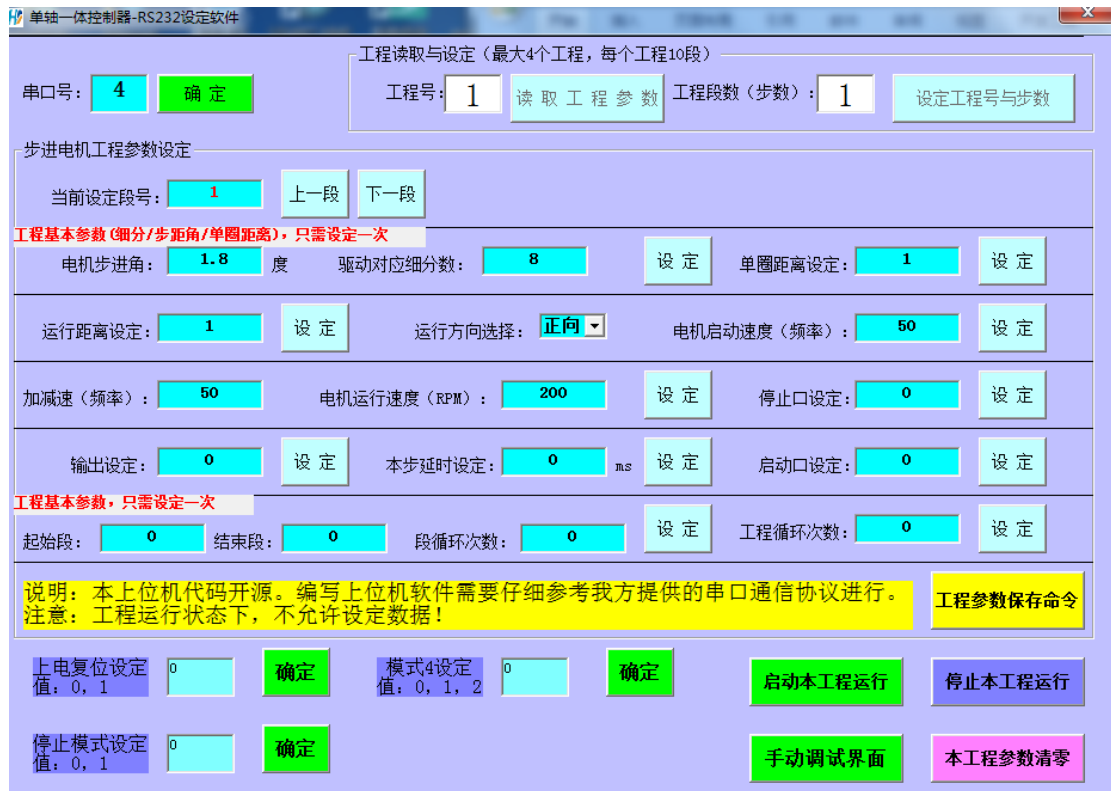 单轴一体控制器-RS232设定软件
工程读取与设定（最大4个工程，每个工程10段）
串口号： 4 确 定 工程号： 1 读 取 工 程 参 数 工程段数（步数）： 1 设定工程号与步数
步进电机工程参数设定
当前设定段号： 1 上一段 下一段
工程基本参数(细分/步距角/单圈距离)，只需设定一次
电机步进角： 1.8 度 驱动对应细分数： 8 设 定 单圈距离设定： 1 设 定
运行距离设定： 1 设 定 运行方向选择： 正向 电机启动速度（频率）： 50 设 定
加减速（频率）： 50 电机运行速度（RPM）： 200 设 定 停止口设定： 0 设 定
输出设定： 0 设 定 本步延时设定： 0 ms 设 定 启动口设定： 0 设 定
工程基本参数，只需设定一次
起始段： 0 结束段： 0 段循环次数： 0 设 定 工程循环次数： 0 设 定
说明：本上位机代码开源。编写上位机软件需要仔细参考我方提供的串口通信协议进行。
注意：工程运行状态下，不允许设定数据！
工程参数保存命令
上电复位设定
值：0，1
0 确定
模式4设定
值：0，1，2
0 确定
启动本工程运行 停止本工程运行
停止模式设定
值：0，1
0 确定
手动调试界面 本工程参数清零